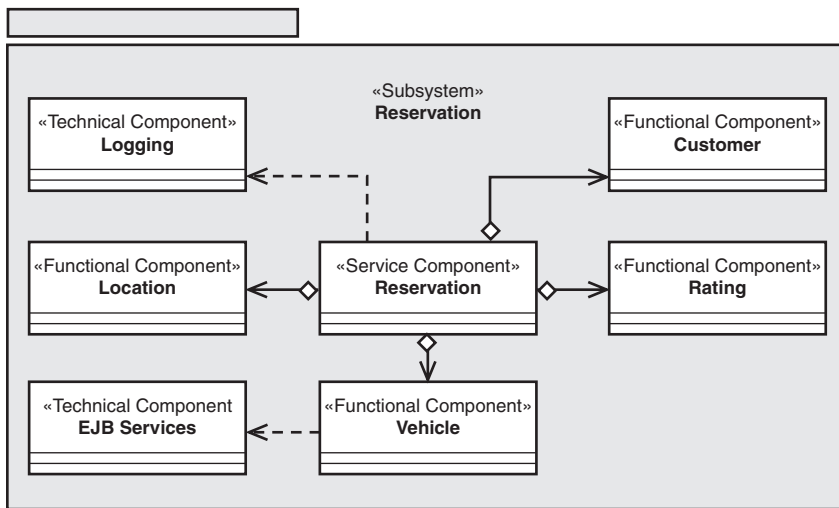 «Subsystem»
Reservation
«Technical Component»
Logging
«Functional Component»
Customer
«Functional Component»
Location
«Service Component»
Reservation
«Functional Component»
Rating
«Technical Component
EJB Services
«Functional Component»
Vehicle